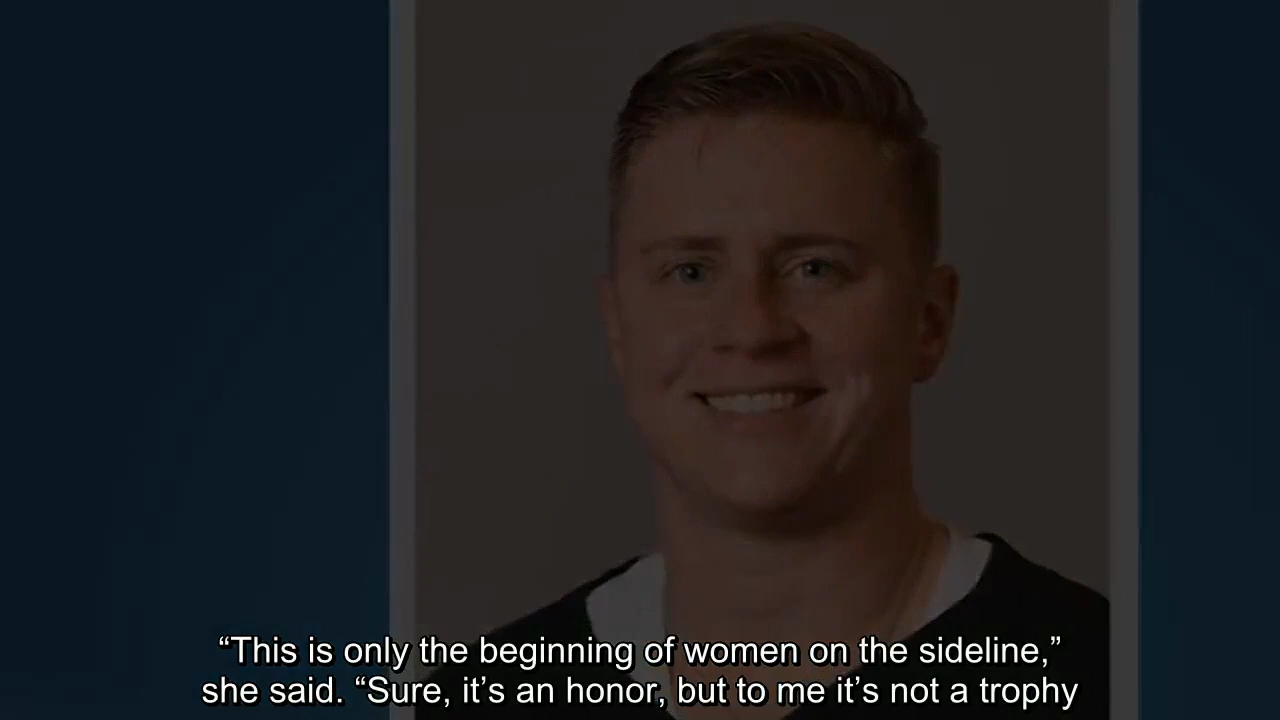 “This is only the beginning of women on the sideline,”
she said. “Sure, it’s an honor, but to me it’s not a trophy